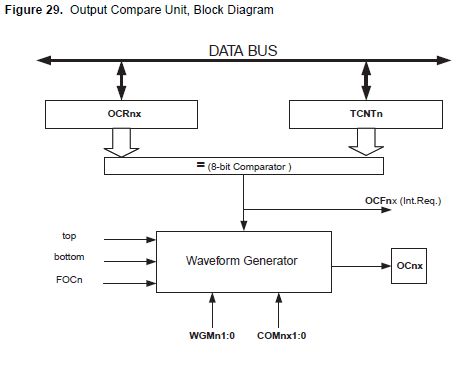 Figure 29. Output Compare Unit, Block Diagram
DATA BUS
OCRnx
TCNTn
= (8-bit Comparator )
OCFnx (Int.Req.)
top
bottom
FOCn
Waveform Generator
OCnx
WGMn1:0
COMnx1:0